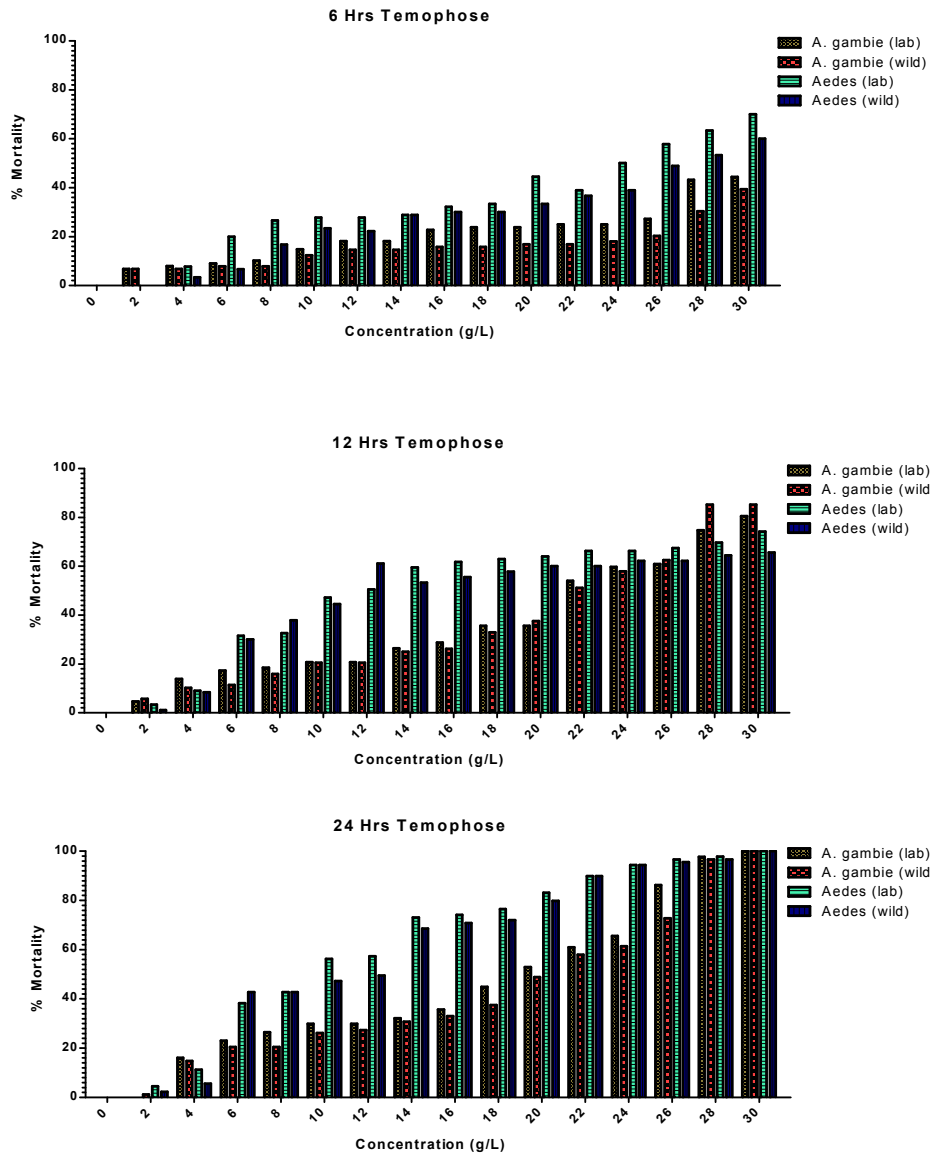 6 Hrs Temophose
100
80
60
40
20
0
% Mortality
A. gambie (lab)
A. gambie (wild)
Aedes (lab)
Aedes (wild)
0 2 4 6 8 10 12 14 16 18 20 22 24 26 28 30
Concentration (g/L)
12 Hrs Temophose
100
80
60
40
20
0
% Mortality
A. gambie (lab)
A. gambie (wild
Aedes (lab)
Aedes (wild)
0 2 4 6 8 10 12 14 16 18 20 22 24 26 28 30
Concentration (g/L)
24 Hrs Temophose
100
80
60
40
20
0
% Mortality
A. gambie (lab)
A. gambie (wild
Aedes (lab)
Aedes (wild)
0 2 4 6 8 10 12 14 16 18 20 22 24 26 28 30
Concentration (g/L)